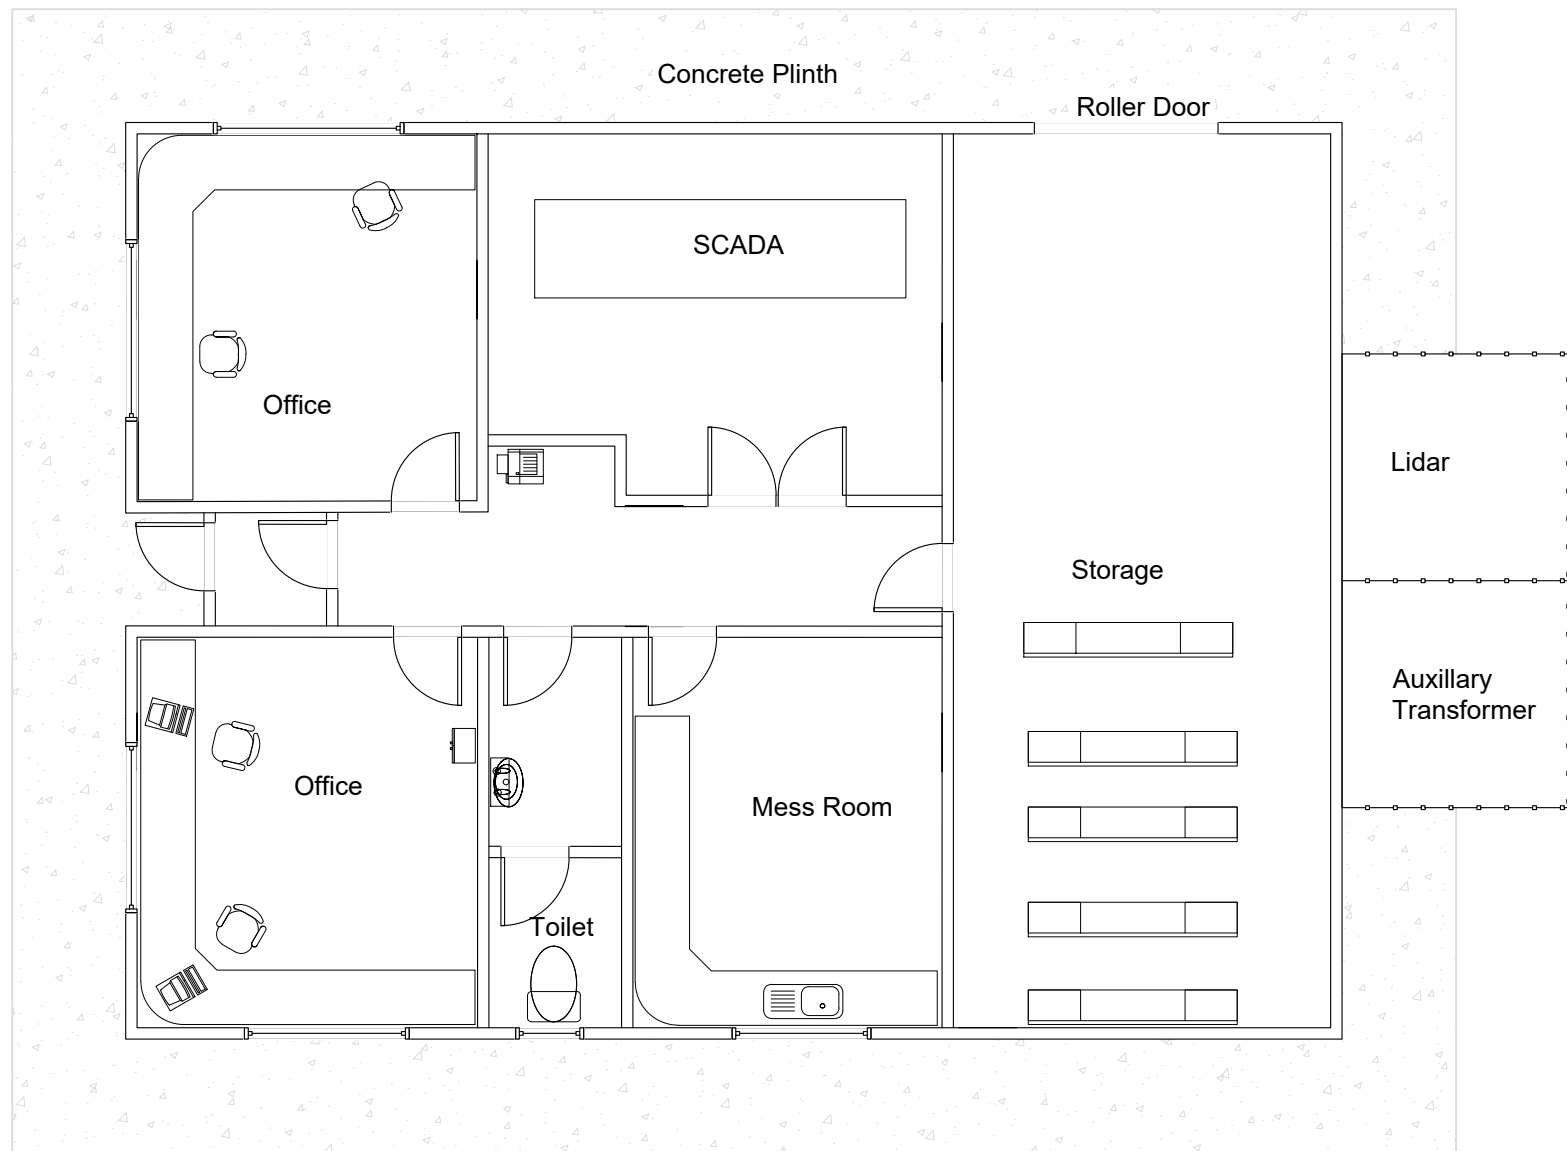 Concrete Plinth
Roller Door
SCADA
Office
Lidar
Storage
Auxillary
Transformer
Office
Mess Room
Toilet